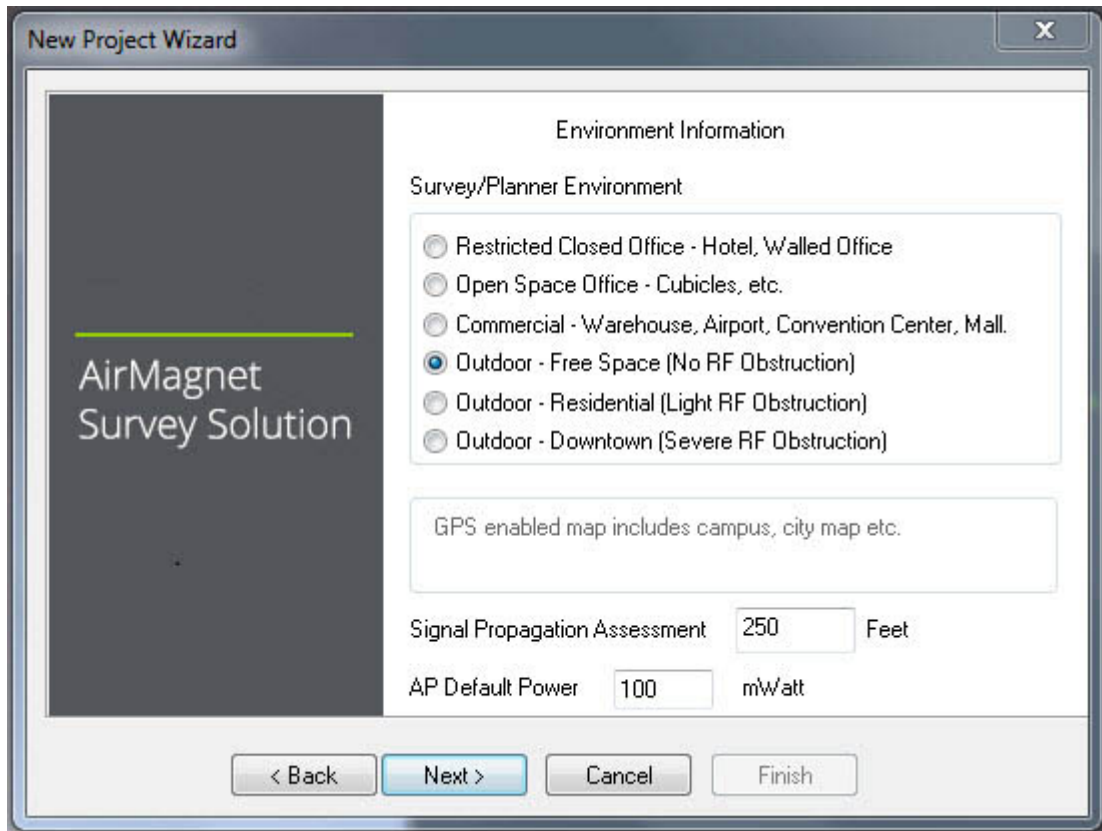 New Project Wizard
X
Environment Information
Survey/Planner Environment
Restricted Closed Office - Hotel, Walled Office
Open Space Office - Cubicles, etc.
Commercial - Warehouse, Airport, Convention Center, Mall.
Outdoor - Free Space (No RF Obstruction)
Outdoor - Residential (Light RF Obstruction)
Outdoor - Downtown (Severe RF Obstruction)
AirMagnet
Survey Solution
GPS enabled map includes campus, city map etc.
Signal Propagation Assessment 250 Feet
AP Default Power 100 mWatt
< Back Next > Cancel Finish